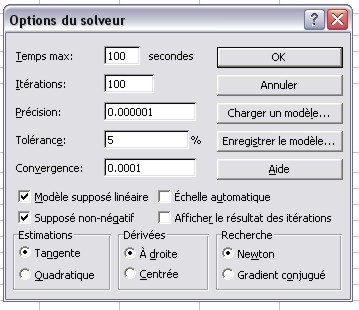 Options du solveur
Temps max: 100 secondes OK
Itérations: 100 Annuler
Précision: 0.000001 Charger un modèle...
Tolérance: 5 % Enregistrer le modèle...
Convergence: 0.0001 Aide
Modèle supposé linéaire Échelle automatique
Supposé non-négatif Afficher le résultat des itérations
Estimations Dérivées Recherche
Tangente À droite Newton
Quadratique Centrée Gradient conjugué